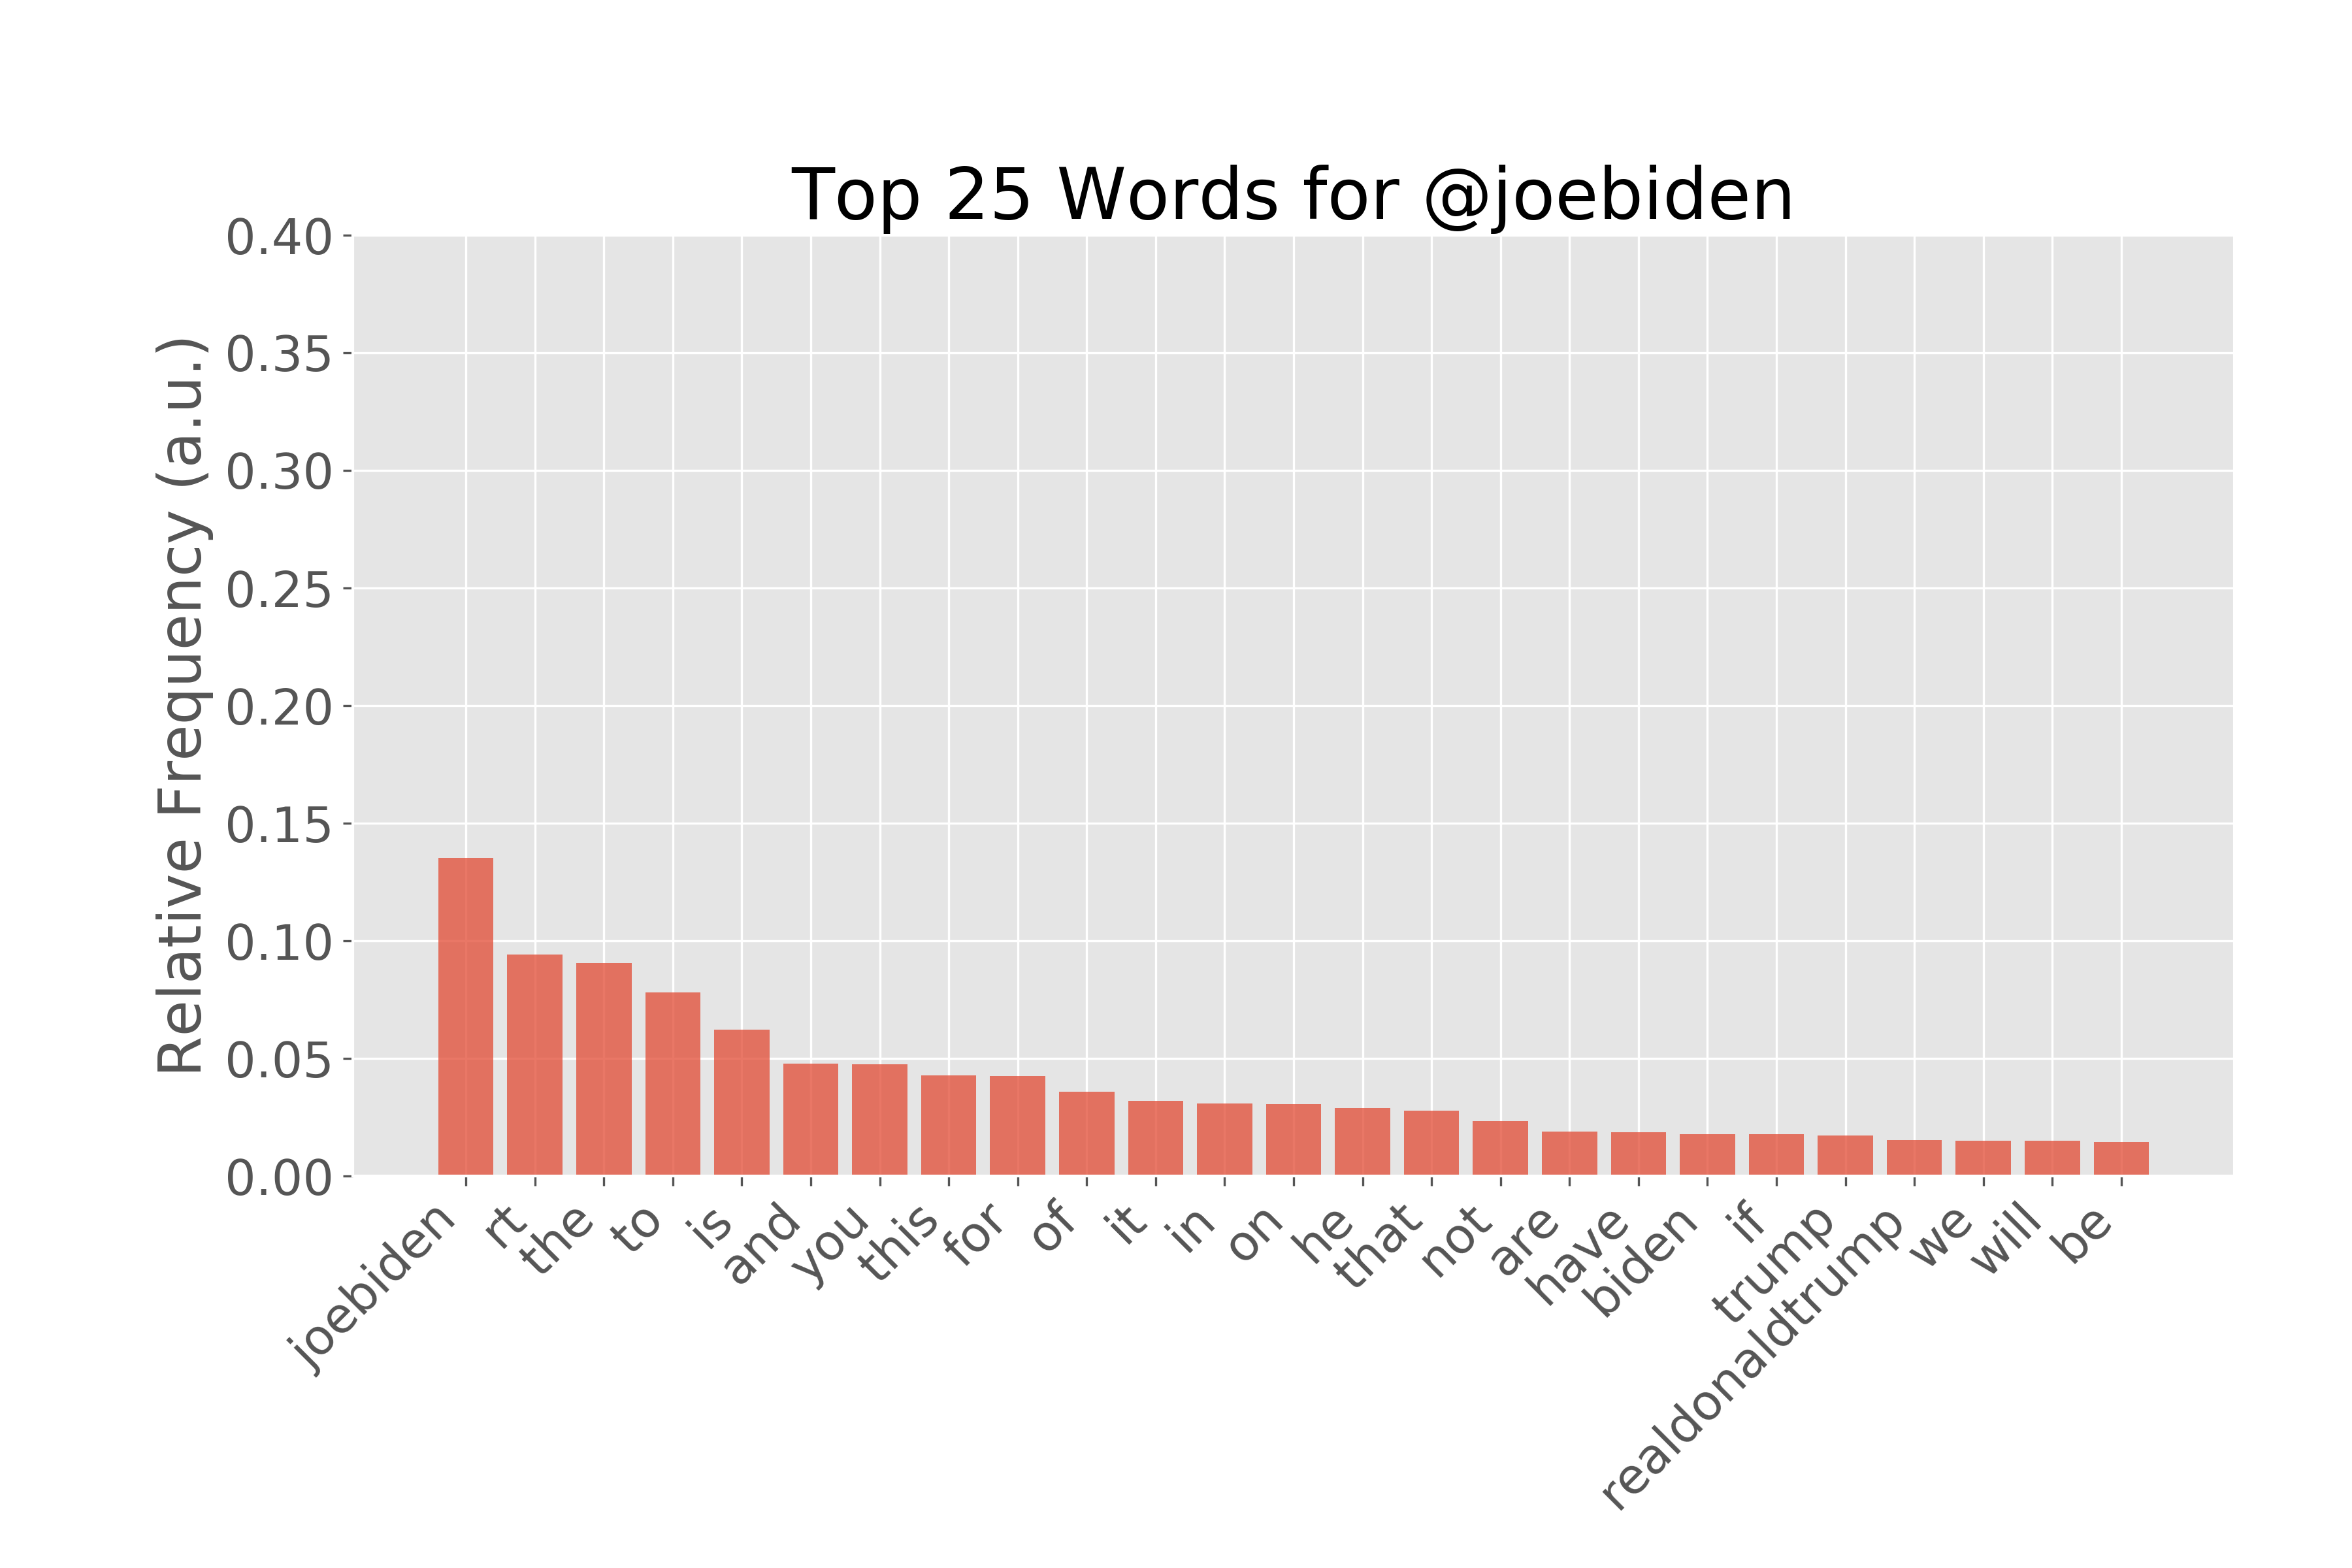 Top 25 Words for @joebiden
Relative Frequency (a.u.)
0.40
0.35
0.30
0.25
0.20
0.15
0.10
0.05
0.00
joebiden
rt
the
to
is
and
you
this
for
of
it
in
on
he
that
not
are
have
biden
if
trump
realdonaldtrump
we
will
be